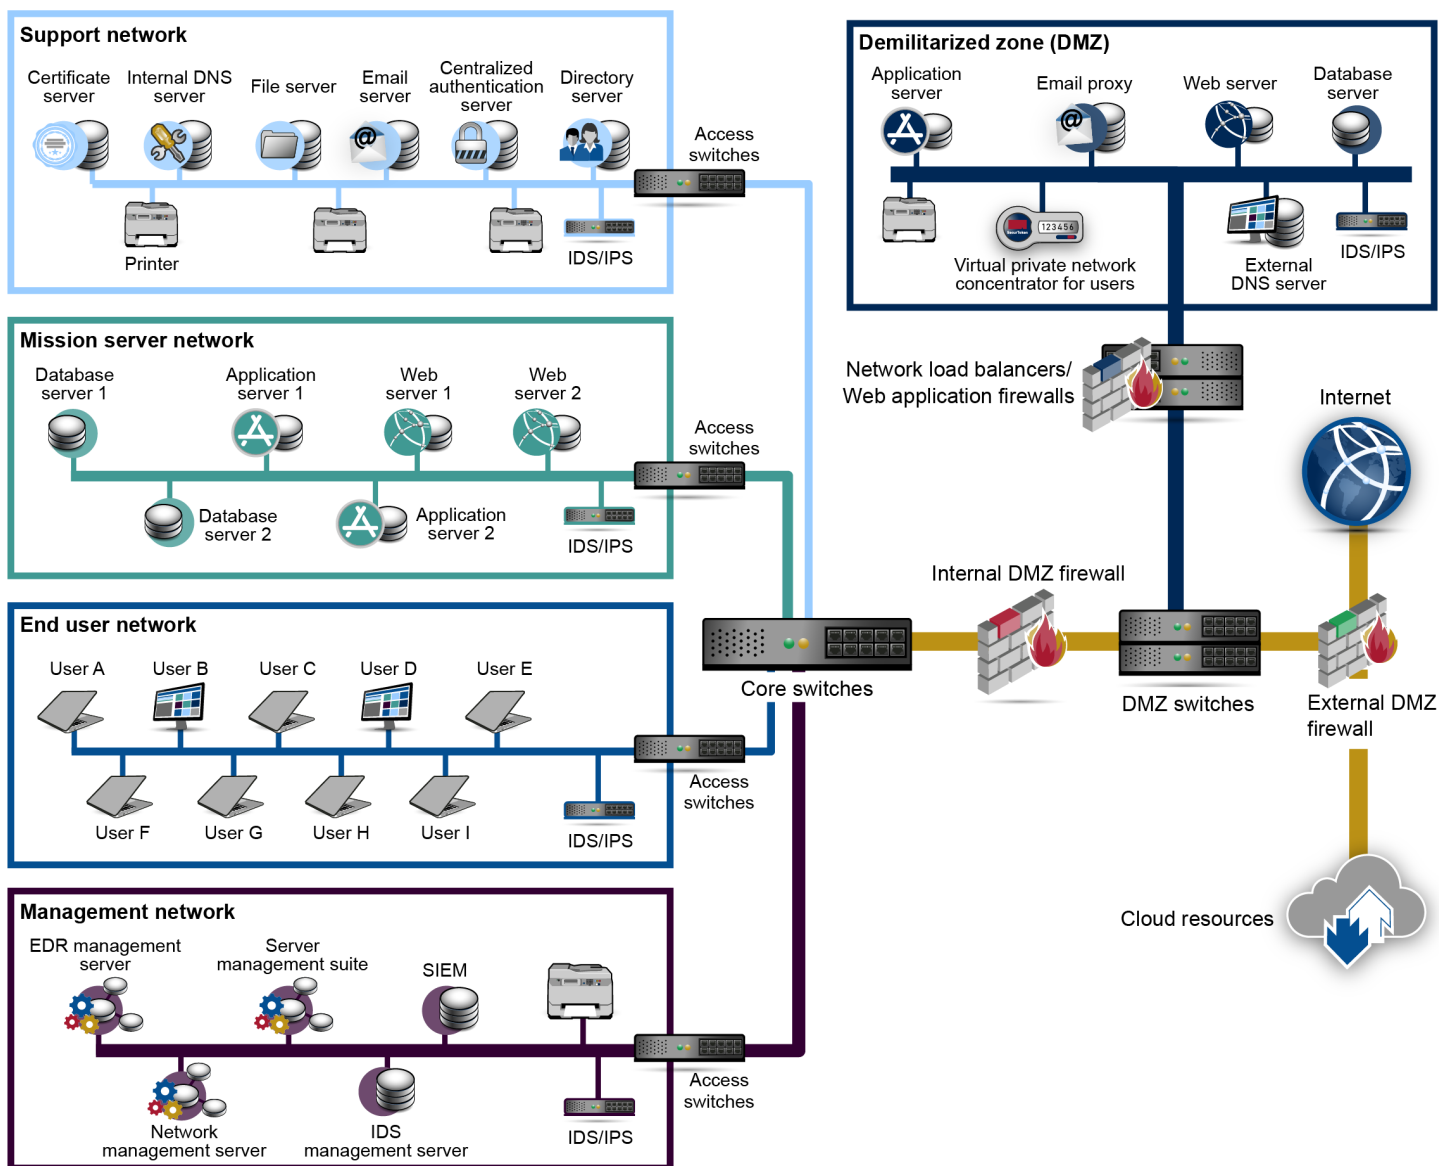 Support network
Certificate
server
Internal DNS
server
File server
Email
server
Centralized
authentication
server
Directory
server
Access
switches
Printer
IDS/IPS
Demilitarized zone (DMZ)
Application
server
Email proxy
Web server
Database
server
123456
Virtual private network
concentrator for users
External
DNS server
IDS/IPS
Mission server network
Database
server 1
Application
server 1
Web
server 1
Web
server 2
Access
switches
Database
server 2
Application
server 2
IDS/IPS
Network load balancers/
Web application firewalls
Internet
Internal DMZ firewall
End user network
User A
User B
User C
User D
User E
Core switches
DMZ switches
External DMZ
firewall
User F
User G
User H
User I
IDS/IPS
Access
switches
Management network
EDR management
server
Server
management suite
SIEM
Network
management server
IDS
management server
IDS/IPS
Access
switches
Cloud resources